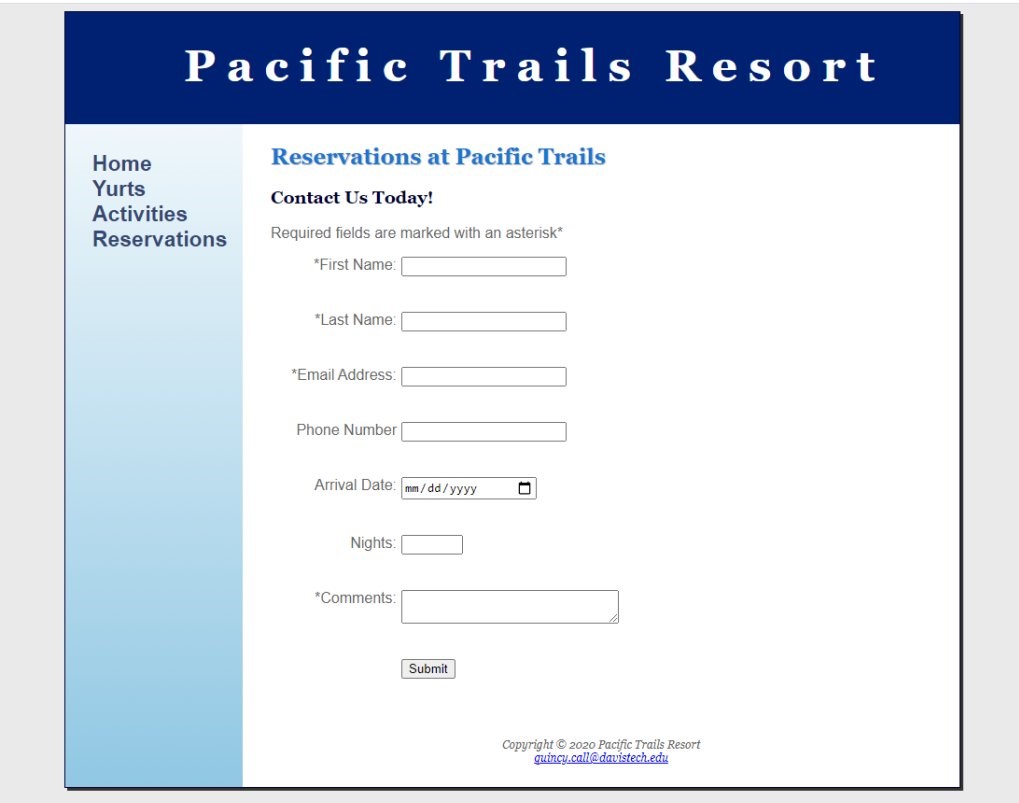 Pacific Trails Resort
Home
Yurts
Activities
Reservations
Reservations at Pacific Trails
Contact Us Today!
Required fields are marked with an asterisk*
*First Name:
*Last Name:
*Email Address:
Phone Number
Arrival Date: mm/dd/yyyy
Nights:
*Comments:
Submit
Copyright © 2020 Pacific Trails Resort
quincy.call@davistech.edu